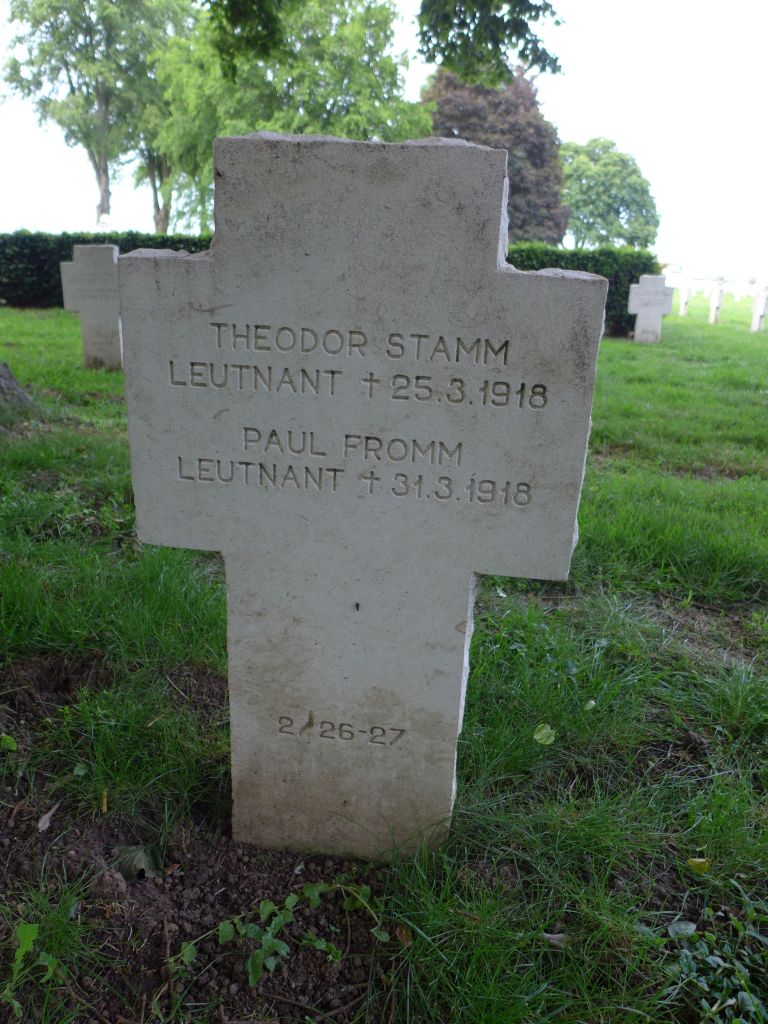 THEODOR STAMM
LEUTNANT † 25.3.1918
PAUL FROMM
LEUTNANT † 31.3.1918
2/26-27